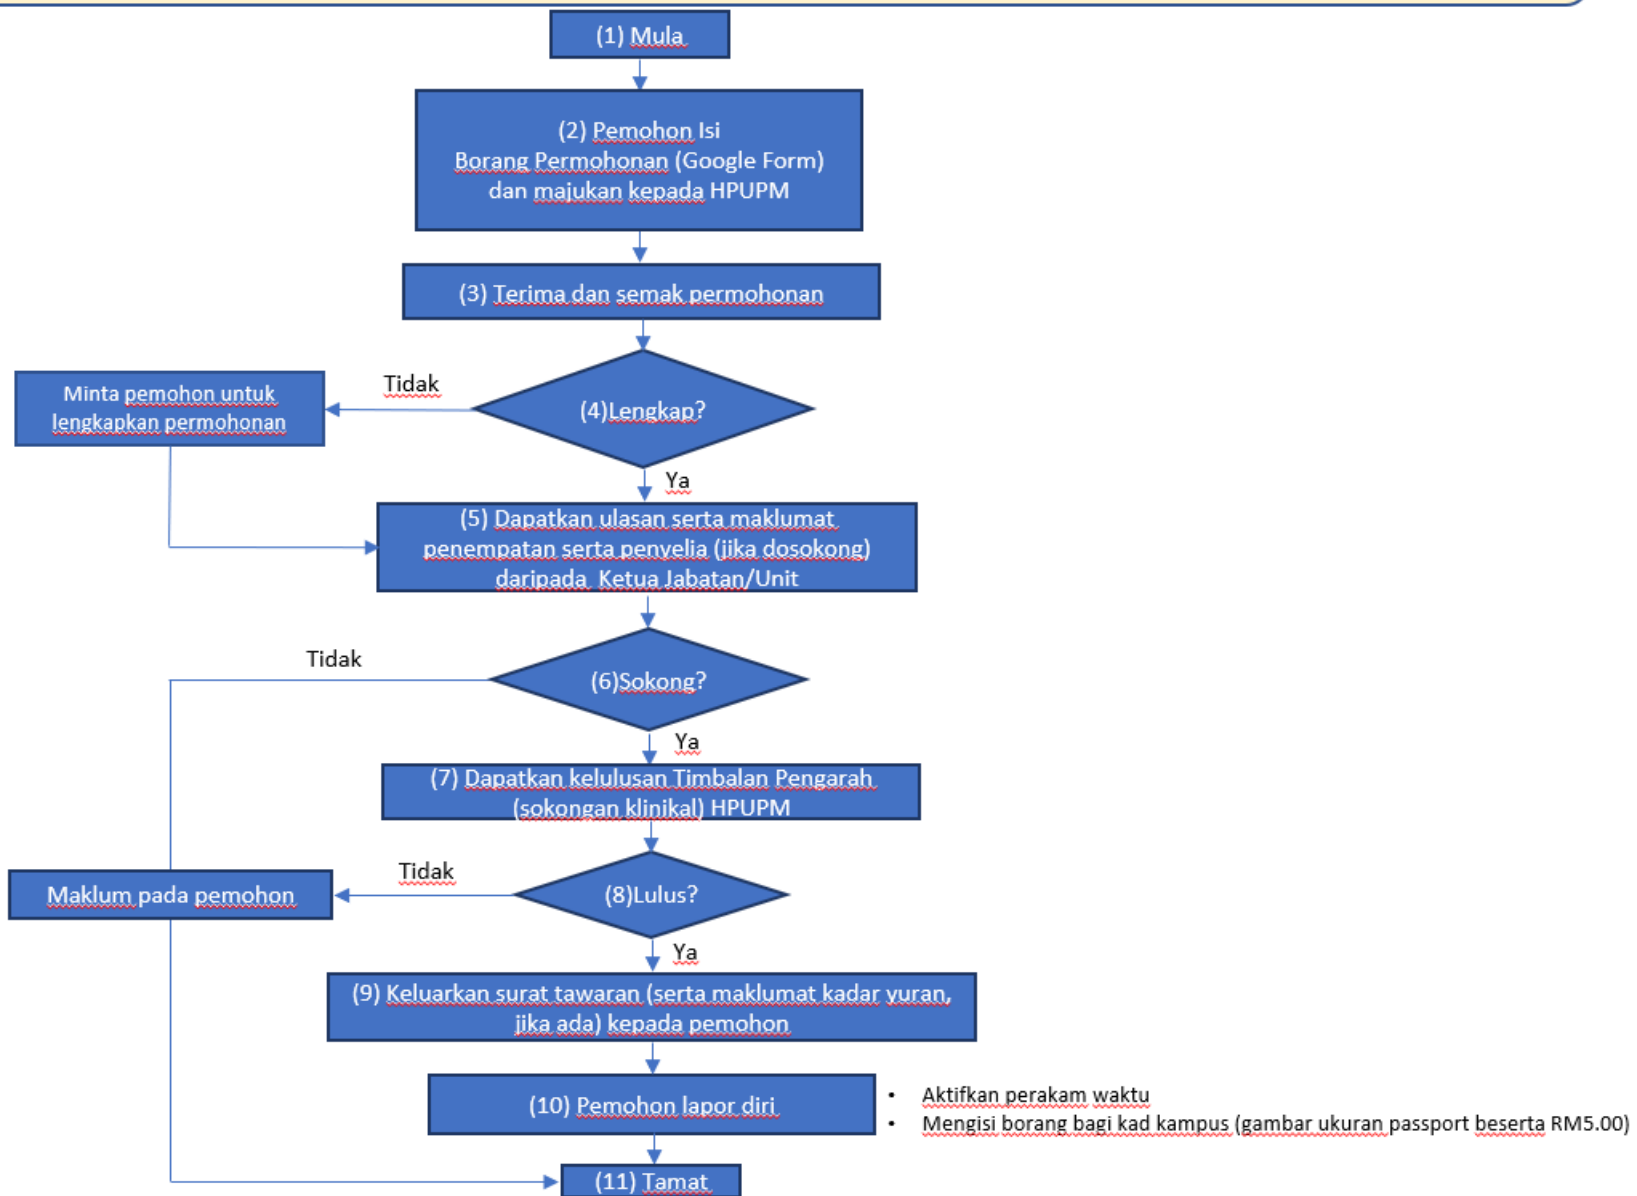 (1) Mula
(2) Pemohon Isi
Borang Permohonan (Google Form)
dan majukan kepada HPUPM
(3) Terima dan semak permohonan
(4)Lengkap?
Tidak
Minta pemohon untuk
lengkapkan permohonan
Ya
(5) Dapatkan ulasan serta maklumat
penempatan serta penyelia (jika dosokong)
daripada Ketua Jabatan/Unit
(6)Sokong?
Tidak
Ya
(7) Dapatkan kelulusan Timbalan Pengarah
(sokongan klinikal) HPUPM
(8)Lulus?
Tidak
Maklum pada pemohon
Ya
(9) Keluarkan surat tawaran (serta maklumat kadar yuran,
jika ada) kepada pemohon
(10) Pemohon lapor diri
• Aktifkan perakam waktu
• Mengisi borang bagi kad kampus (gambar ukuran passport beserta RM5.00)
(11) Tamat